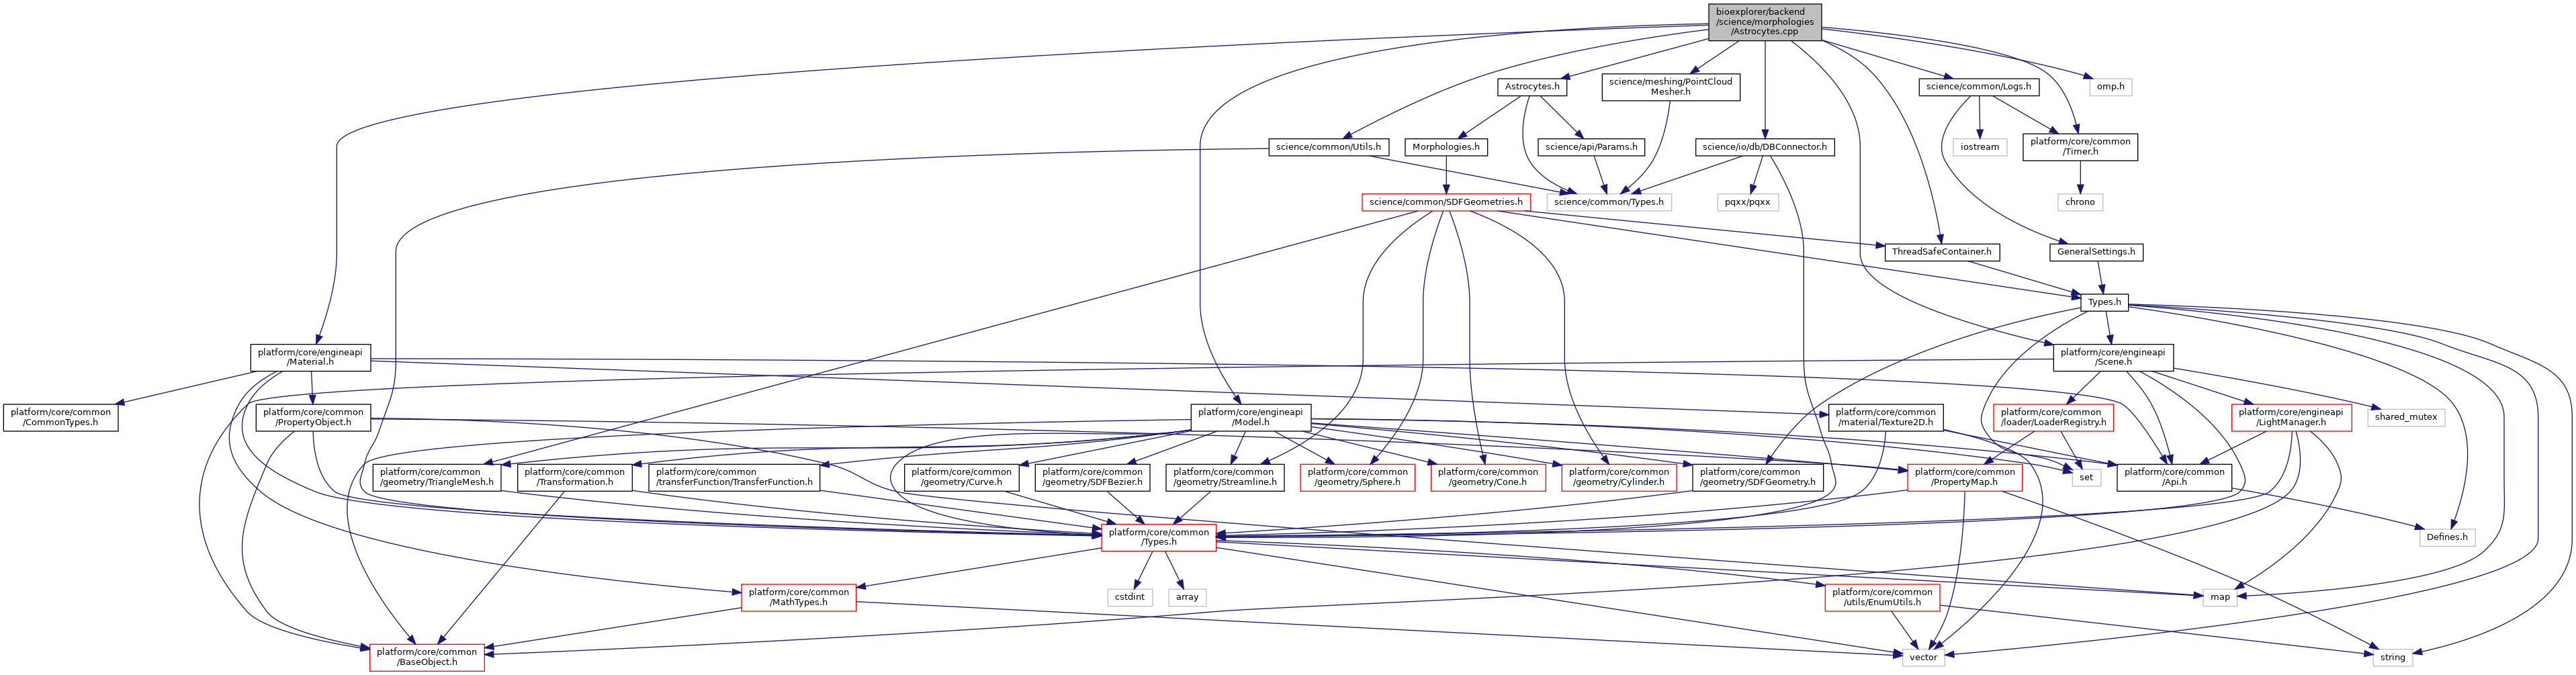 bioexplorer/backend
/science/morphologies
/Astrocytes.cpp
Astrocytes.h
science/meshing/PointCloud
Mesher.h
science/common/Logs.h
omp.h
science/common/Utils.h
Morphologies.h
science/api/Params.h
science/io/db/DBConnector.h
iostream
platform/core/common
/Timer.h
science/common/SDFGeometries.h
science/common/Types.h
pqxx/pqxx
chrono
ThreadSafeContainer.h
GeneralSettings.h
Types.h
platform/core/engineapi
/Material.h
platform/core/engineapi
/Scene.h
platform/core/common
/CommonTypes.h
platform/core/common
/PropertyObject.h
platform/core/engineapi
/Model.h
platform/core/common
/material/Texture2D.h
platform/core/common
/loader/LoaderRegistry.h
platform/core/engineapi
/LightManager.h
shared_mutex
platform/core/common
/geometry/TriangleMesh.h
platform/core/common
/Transformation.h
platform/core/common
/transferFunction/TransferFunction.h
platform/core/common
/geometry/Curve.h
platform/core/common
/geometry/SDFBezier.h
platform/core/common
/geometry/Streamline.h
platform/core/common
/geometry/Sphere.h
platform/core/common
/geometry/Cone.h
platform/core/common
/geometry/Cylinder.h
platform/core/common
/geometry/SDFGeometry.h
platform/core/common
/PropertyMap.h
set
platform/core/common
/Api.h
platform/core/common
/Types.h
Defines.h
platform/core/common
/MathTypes.h
cstdint
array
platform/core/common
/utils/EnumUtils.h
map
platform/core/common
/BaseObject.h
vector
string